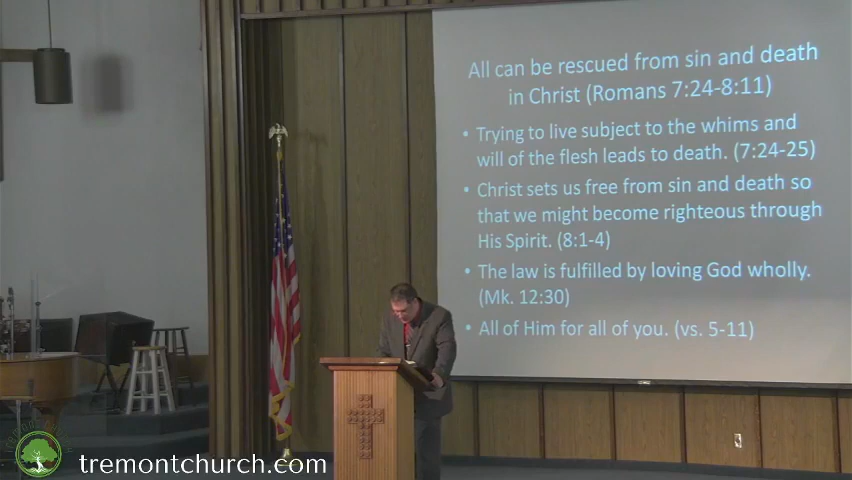 All can be rescued from sin and death
in Christ (Romans 7:24-8:11)
• Trying to live subject to the whims and
will of the flesh leads to death. (7:24-25)
• Christ sets us free from sin and death so
that we might become righteous through
His Spirit. (8:1-4)
• The law is fulfilled by loving God wholly.
(Mk. 12:30)
• All of Him for all of you. (vs. 5-11)
tremontchurch.com